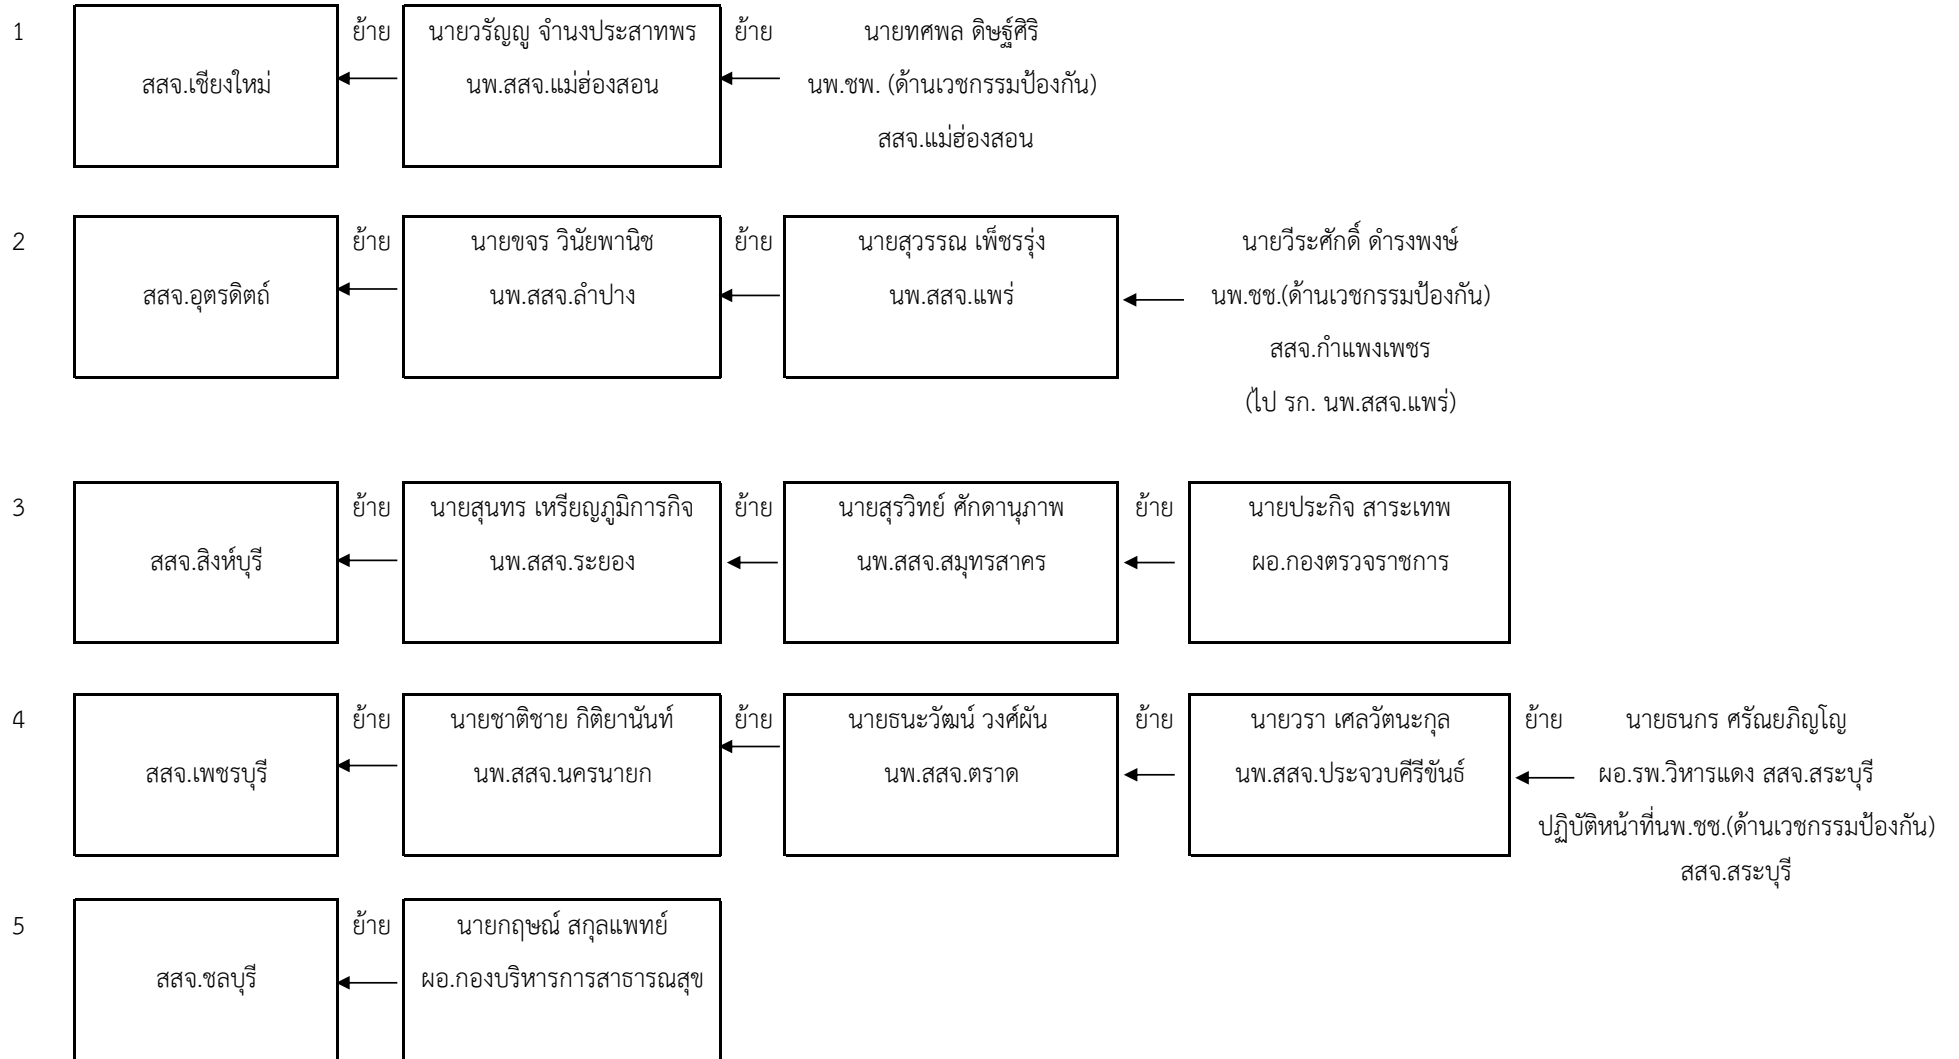 1
สสจ.เชียงใหม่
ย้าย
นายวรัญญู จำนงประสาทพร
นพ.สสจ.แม่ฮ่องสอน
ย้าย
นายทศพล ดิษฐ์ศิริ
นพ.ชพ. (ด้านเวชกรรมป้องกัน)
สสจ.แม่ฮ่องสอน
2
สสจ.อุตรดิตถ์
ย้าย
นายขจร วินัยพานิช
นพ.สสจ.ลำปาง
ย้าย
นายสุวรรณ เพ็ชรรุ่ง
นพ.สสจ.แพร่
นายวีระศักดิ์ ดำรงพงษ์
นพ.ชช.(ด้านเวชกรรมป้องกัน)
สสจ.กำแพงเพชร
(ไป รก. นพ.สสจ.แพร่)
3
สสจ.สิงห์บุรี
ย้าย
นายสุนทร เหรียญภูมิการกิจ
นพ.สสจ.ระยอง
ย้าย
นายสุรวิทย์ ศักดานุภาพ
นพ.สสจ.สมุทรสาคร
ย้าย
นายประกิจ สาระเทพ
ผอ.กองตรวจราชการ
4
สสจ.เพชรบุรี
ย้าย
นายชาติชาย กิติยานันท์
นพ.สสจ.นครนายก
ย้าย
นายธนะวัฒน์ วงศ์ผัน
นพ.สสจ.ตราด
ย้าย
นายวรา เศลวัตนะกุล
นพ.สสจ.ประจวบคีรีขันธ์
ย้าย
นายธนกร ศรัณยภิญโญ
ผอ.รพ.วิหารแดง สสจ.สระบุรี
ปฏิบัติหน้าที่นพ.ชช.(ด้านเวชกรรมป้องกัน)
สสจ.สระบุรี
5
สสจ.ชลบุรี
ย้าย
นายกฤษณ์ สกุลแพทย์
ผอ.กองบริหารการสาธารณสุข